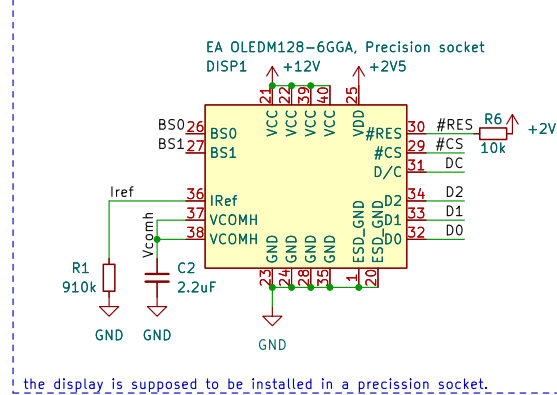 EA OLEDM128-6GGA, Precision socket
DISP1 +12V +2V5
21 22 39 40 25
VCC VCC VCC VCC VDD
BS0 26 BS0
BS1 27 BS1
#RES 30 #RES R6 10k +2V
#CS 29 #CS
D/C 31 DC
Iref 36 IRef
37 VCOMH
Vcomh 38 VCOMH
D2 34 D2
D1 33 D1
D0 32 D0
GND GND GND GND ESD_GND ESD_GND
23 24 28 35 1 20
R1 C2
910k 2.2uF
GND GND GND
the display is supposed to be installed in a precission socket.